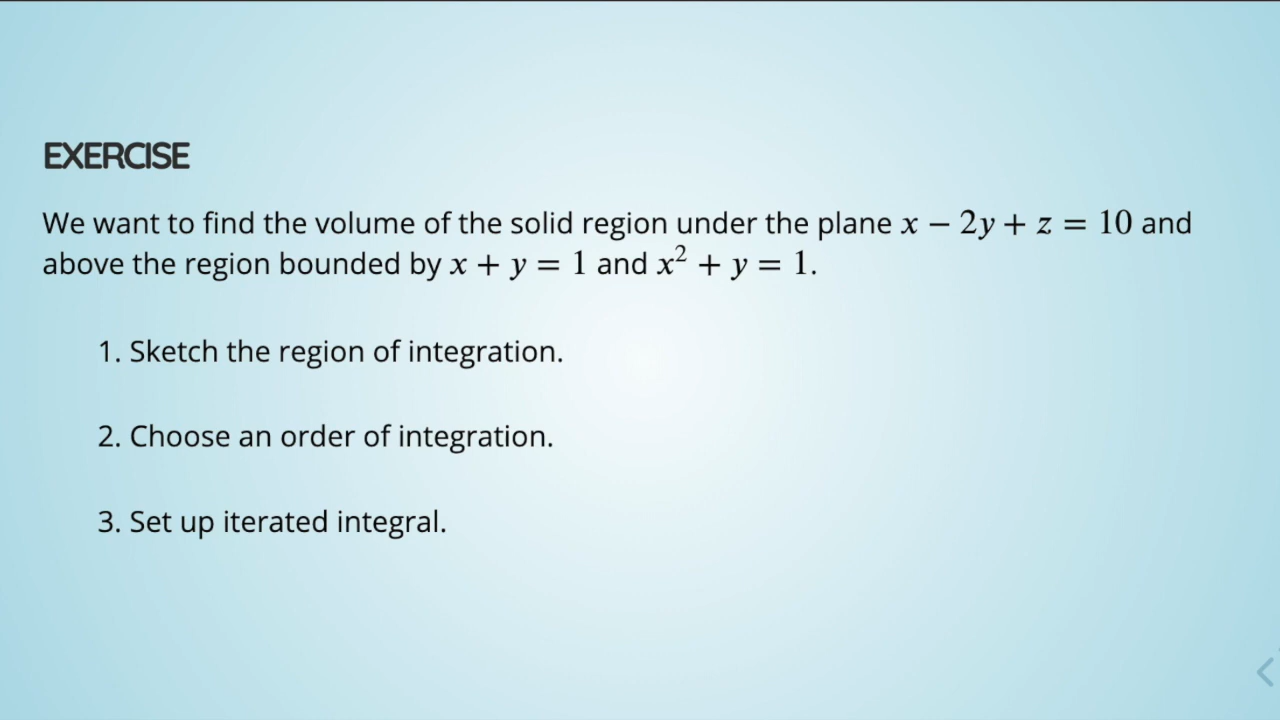 EXERCISE
We want to find the volume of the solid region under the plane x − 2y + z = 10 and
above the region bounded by x + y = 1 and x² + y = 1.
1. Sketch the region of integration.
2. Choose an order of integration.
3. Set up iterated integral.